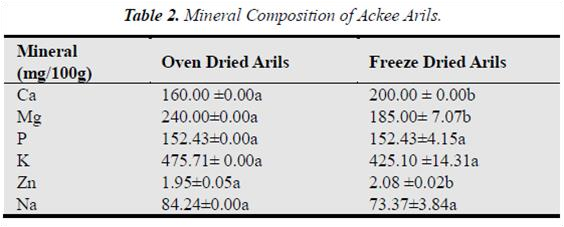 Table 2. Mineral Composition of Ackee Arils.
Mineral (mg/100g) Oven Dried Arils Freeze Dried Arils
Ca 160.00 ±0.00a 200.00 ± 0.00b
Mg 240.00±0.00a 185.00± 7.07b
P 152.43±0.00a 152.43±4.15a
K 475.71± 0.00a 425.10 ±14.31a
Zn 1.95±0.05a 2.08 ±0.02b
Na 84.24±0.00a 73.37±3.84a